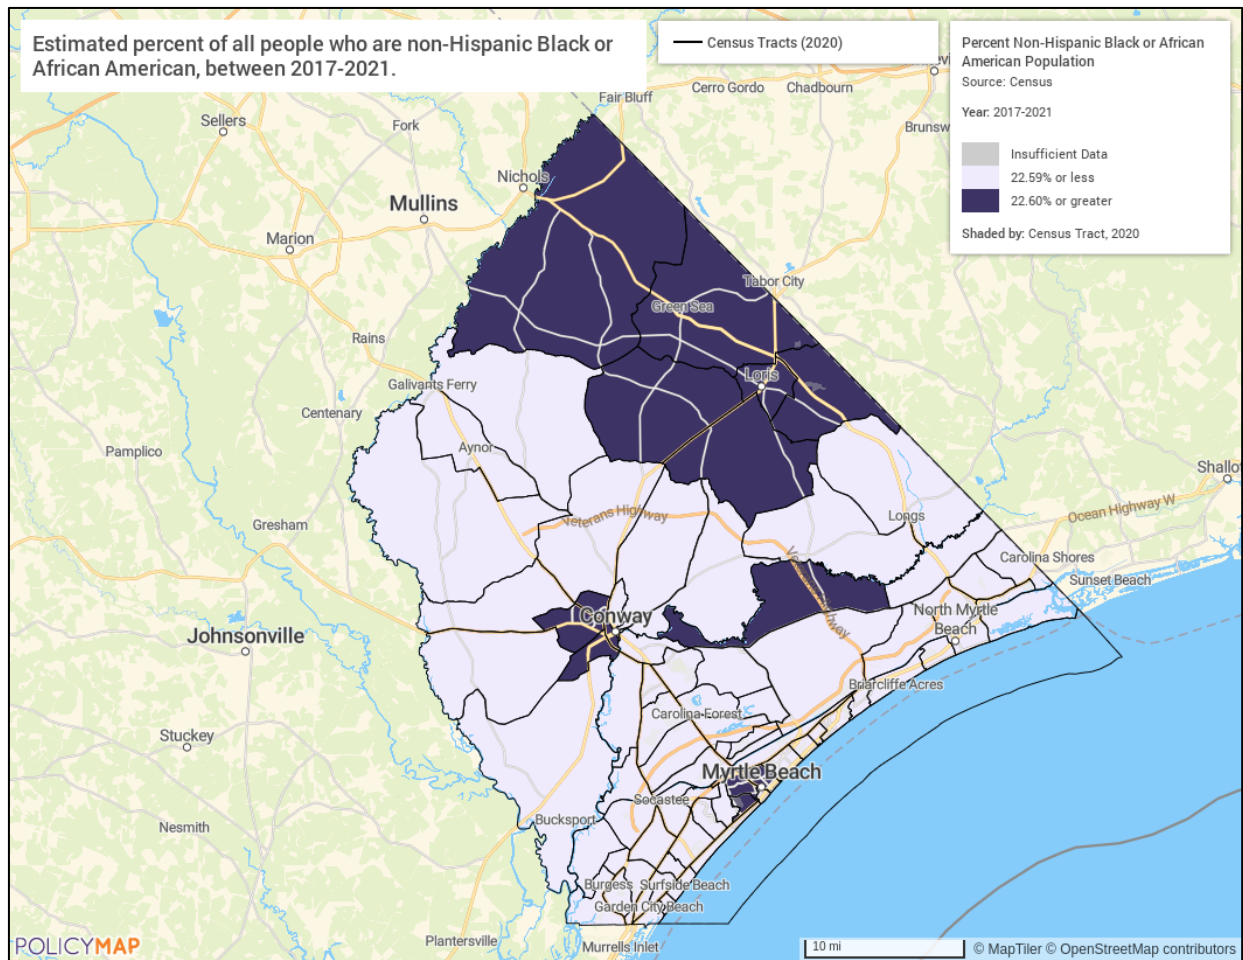 Estimated percent of all people who are non-Hispanic Black or
African American, between 2017-2021.
Census Tracts (2020)
Percent Non-Hispanic Black or African
American Population
Source: Census
Year: 2017-2021
Insufficient Data
22.59% or less
22.60% or greater
Shaded by: Census Tract, 2020
Fair Bluff
Cerro Gordo
Chadbourn
Sellers
Fork
Brunsw
Nichols
Mullins
Marion
Tabor City
Green Sea
Rains
Loris
Galivants Ferry
Centenary
Aynor
Pamplico
Shallo
Ocean Highway W
Gresham
Veterans Highway
Longs
Carolina Shores
Sunset Beach
Conway
North Myrtle
Beach
Johnsonville
Briarcliffe Acres
Carolina Forest
Stuckey
Myrtle Beach
Socastee
Bucksport
Nesmith
Burgess
Surfside Beach
Garden City Beach
Plantersville
Murrells Inlet
POLICYMAP
10 mi
© MapTiler © OpenStreetMap contributors